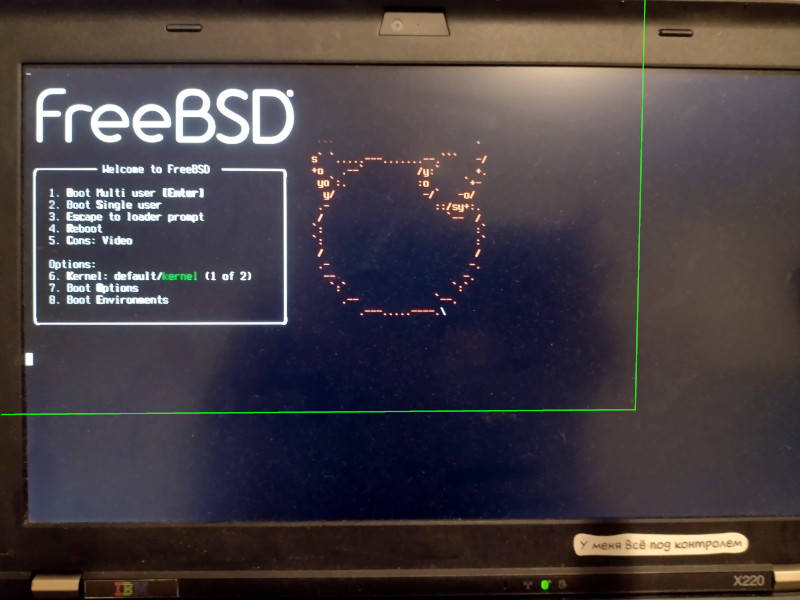 FreeBSD
Welcome to FreeBSD
1. Boot Multi user [Enter]
2. Boot Single user
3. Escape to loader prompt
4. Reboot
5. Cons: Video
Options:
6. Kernel: default/kernel (1 of 2)
7. Boot Options
8. Boot Environments
У меня Всё под контролем
IBM
X220